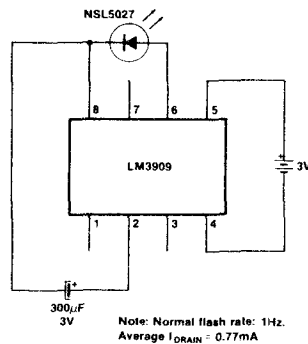 NSL5027
8 7 6 5
LM3909
1 2 3 4
+
3V
+
300μF
3V
Note: Normal flash rate: 1Hz.
Average IDRAIN = 0.77mA